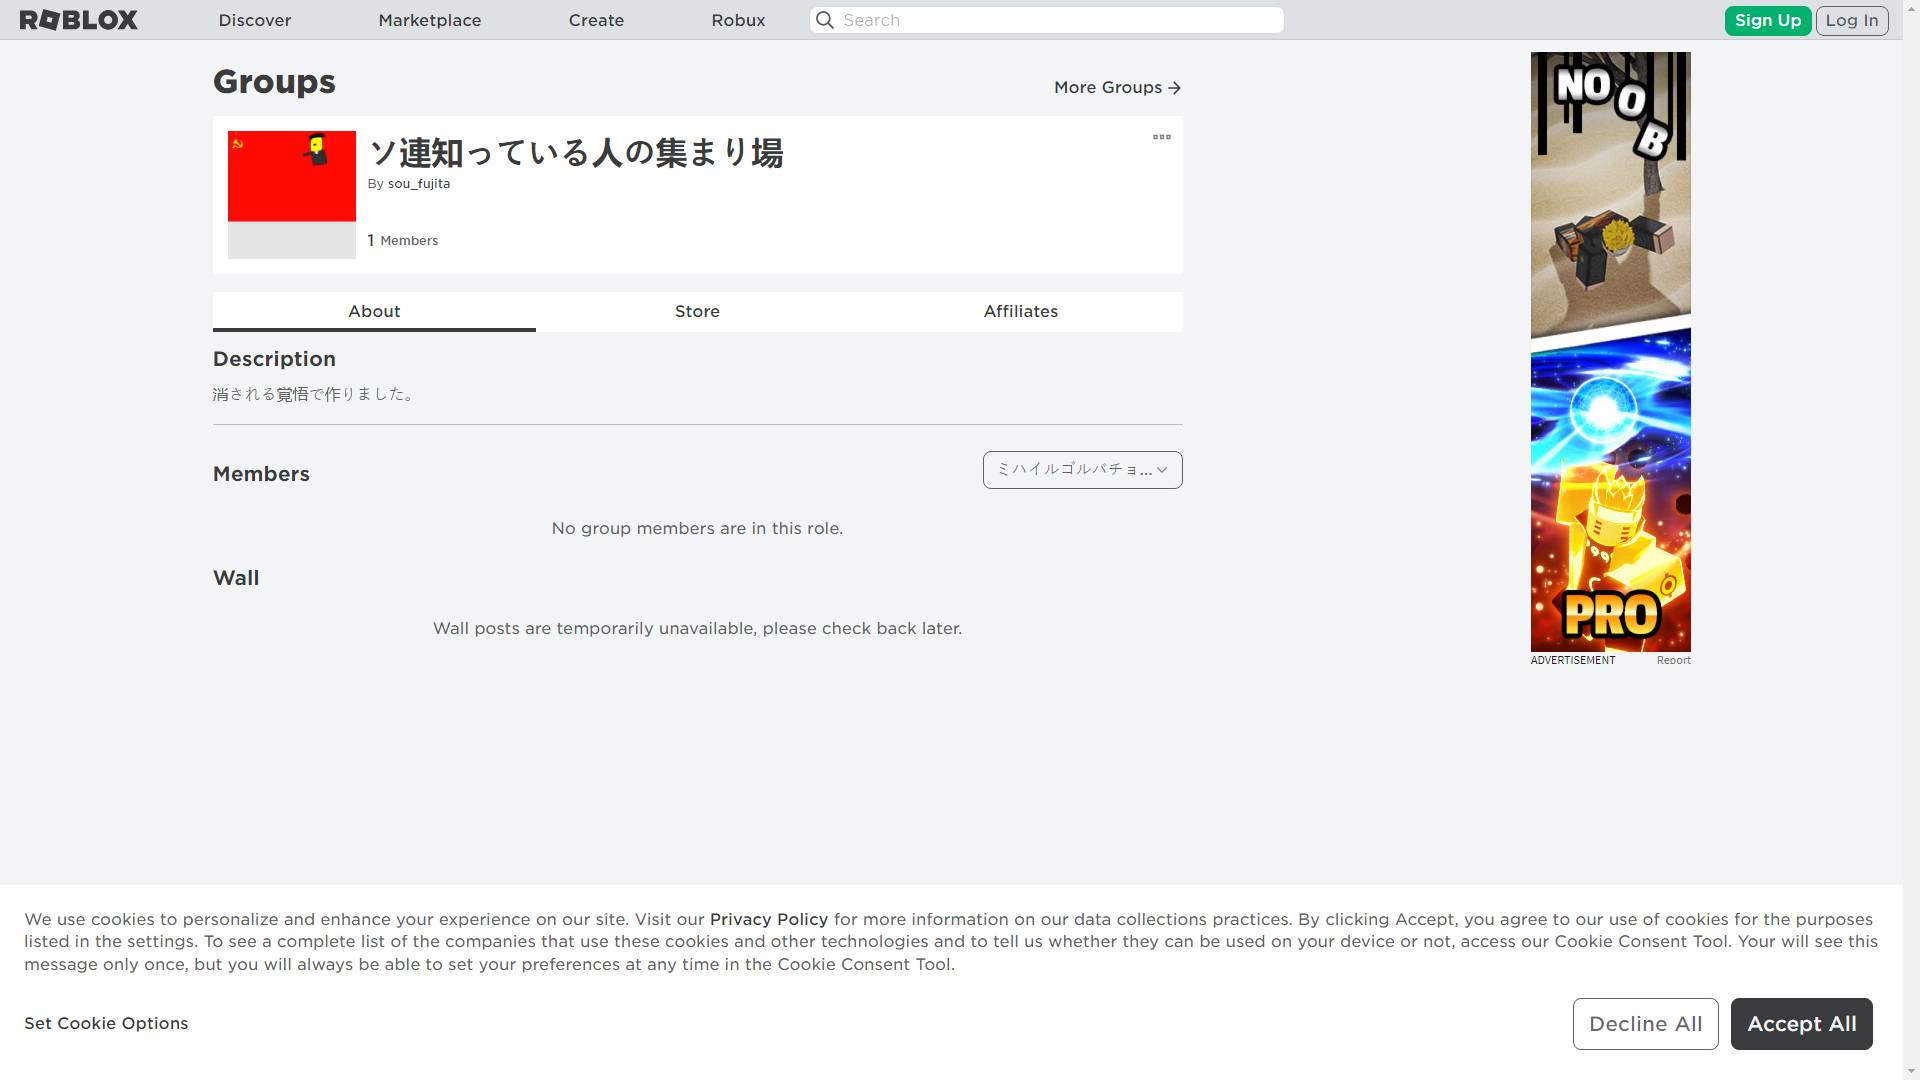 ROBLOX
Discover
Marketplace
Create
Robux
Search
Sign Up
Log In
Groups
More Groups
ソ連知っている人の集まり場
By sou_fujita
1 Members
About
Store
Affiliates
Description
消される覚悟で作りました。
Members
ミハイルゴルバチョ...
No group members are in this role.
Wall
Wall posts are temporarily unavailable, please check back later.
NOOB
PRO
ADVERTISEMENT
Report
We use cookies to personalize and enhance your experience on our site. Visit our Privacy Policy for more information on our data collections practices. By clicking Accept, you agree to our use of cookies for the purposes
listed in the settings. To see a complete list of the companies that use these cookies and other technologies and to tell us whether they can be used on your device or not, access our Cookie Consent Tool. Your will see this
message only once, but you will always be able to set your preferences at any time in the Cookie Consent Tool.
Set Cookie Options
Decline All
Accept All